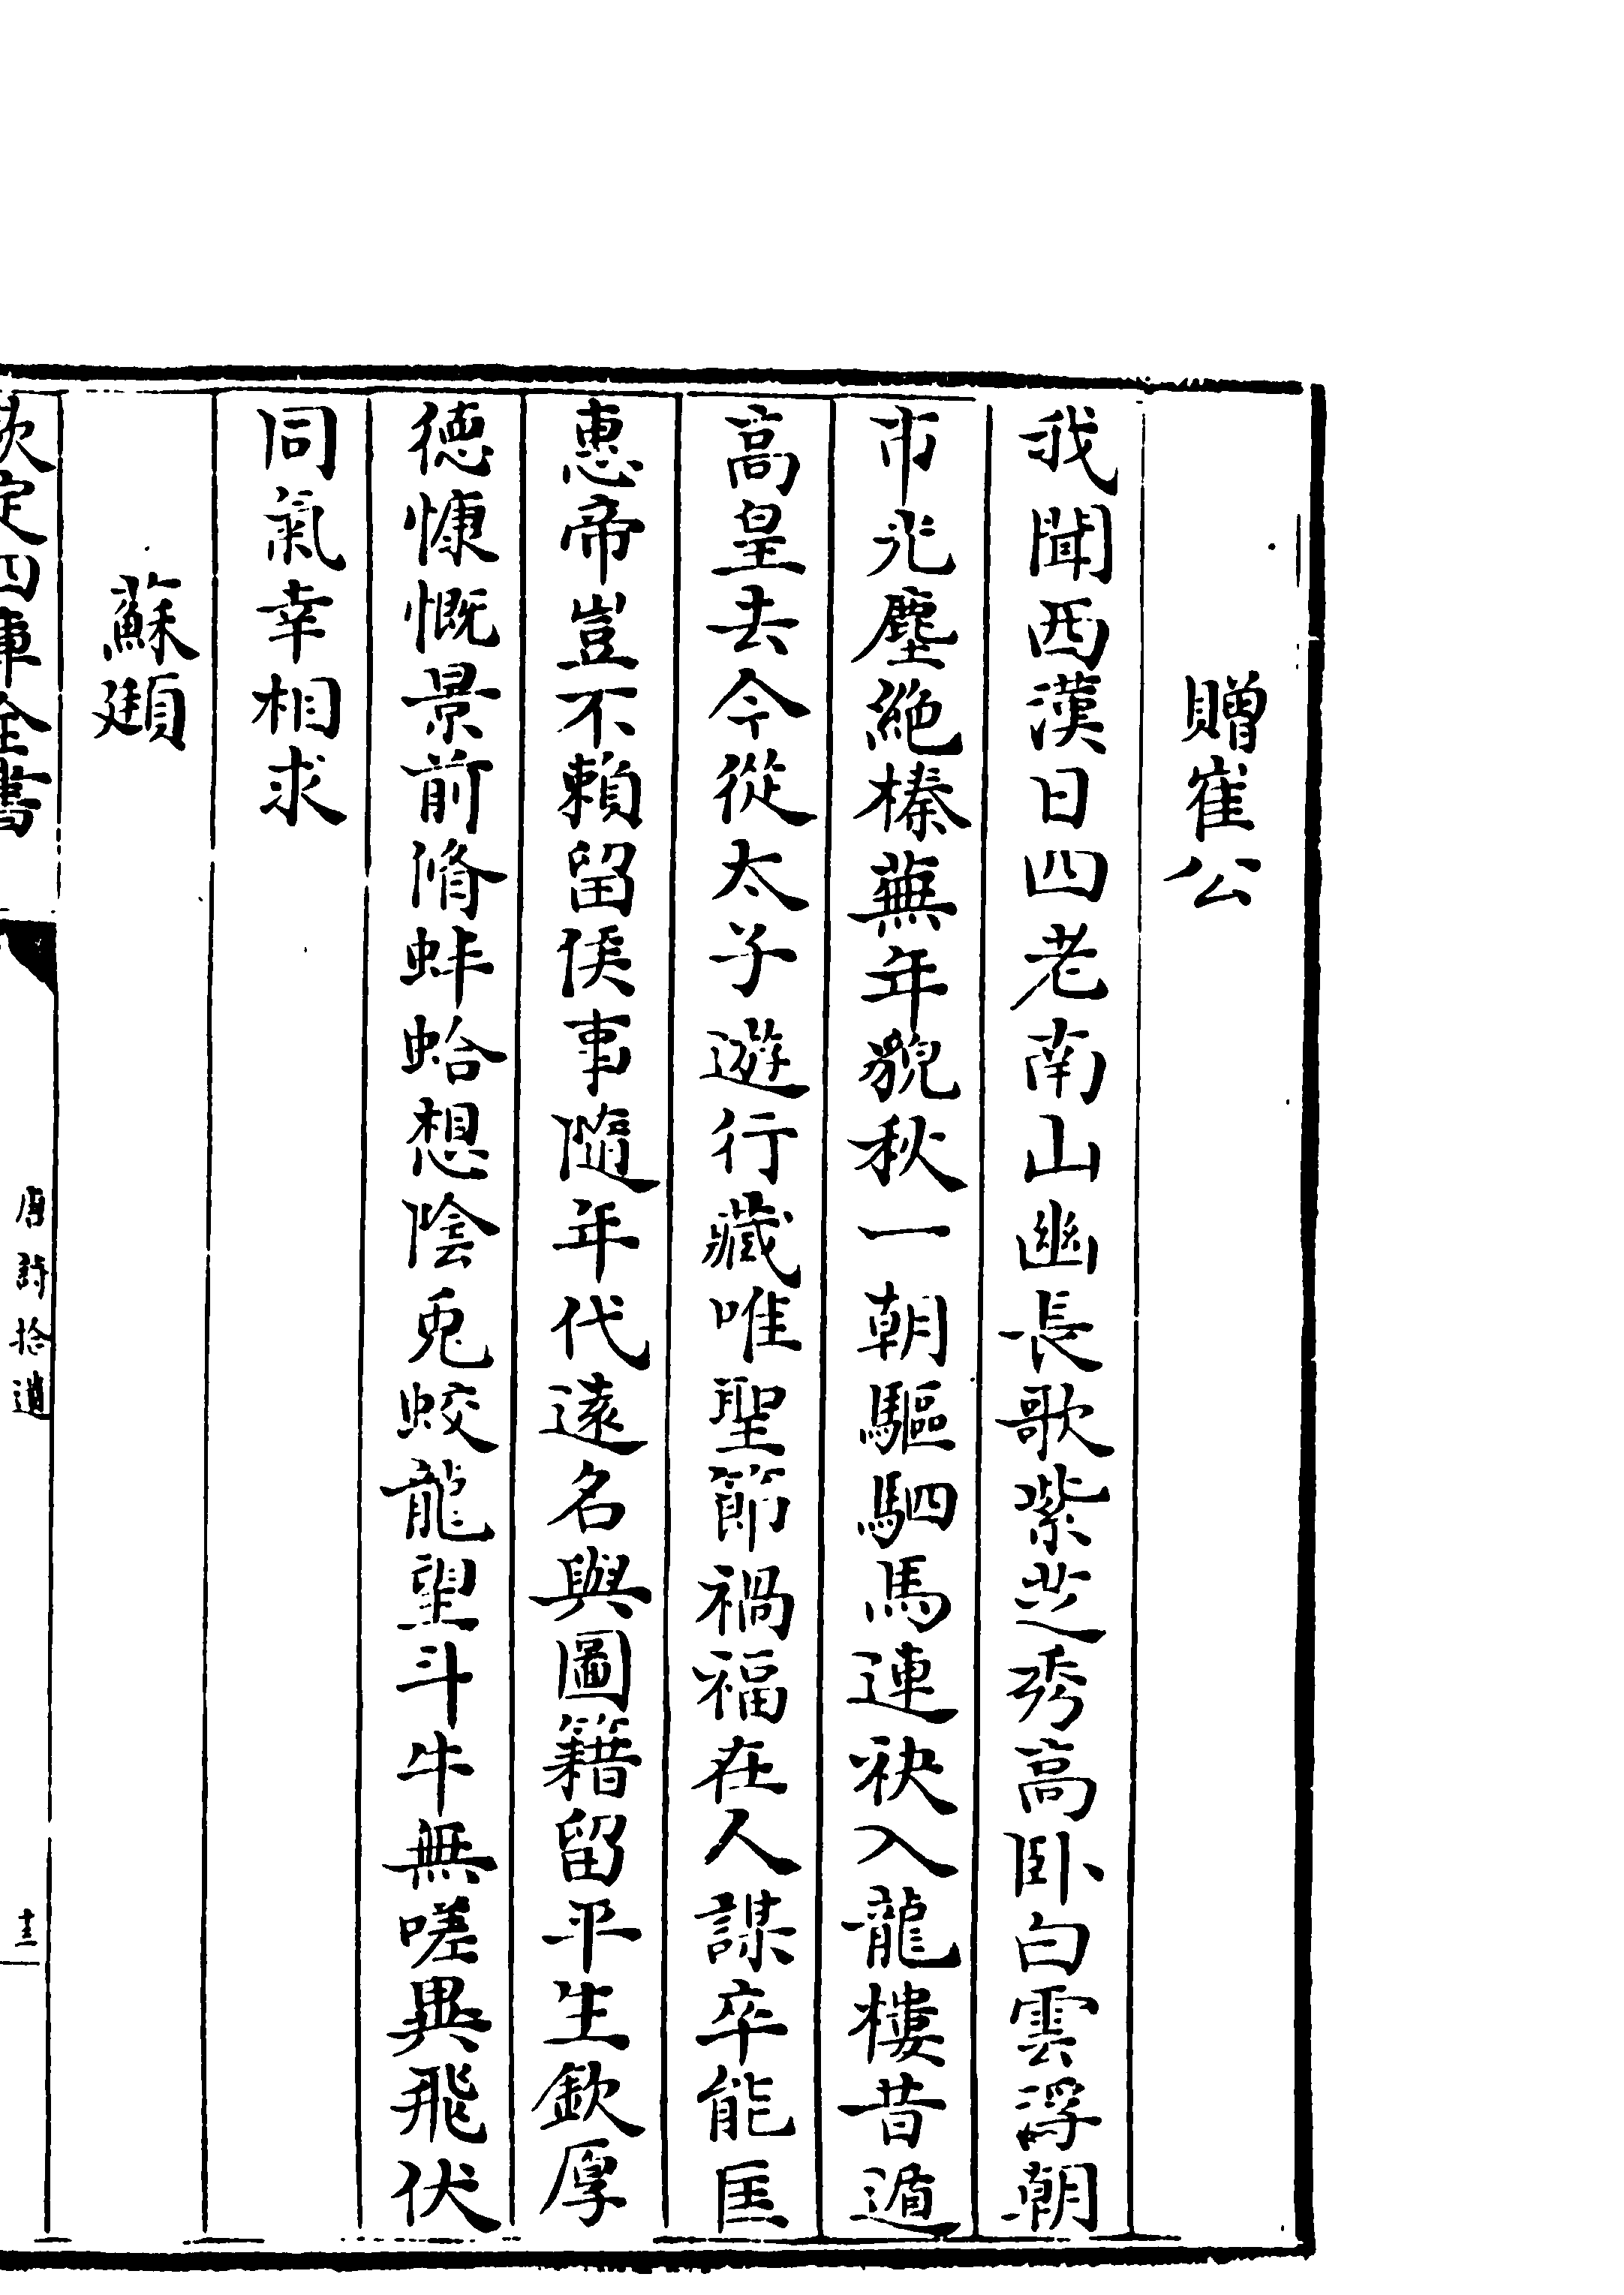 贈崔公
我聞西漢日四老南山幽長歌紫芝秀高卧白雲浮朝
市光塵絶榛蕪年貌秋一朝驅駟馬連袂入龍樓昔遁
高皇去今從太子遊行藏唯聖節禍福在人謀卒能匡
惠帝豈不賴留侯事隨年代逺名與圖籍留平生欽厚
德慷慨景前脩蚌蛤想陰兎蛟龍望斗牛無嗟異飛伏
同氣幸相求
蘇頲
欽定四庫全書
唐詩拾遺
十三